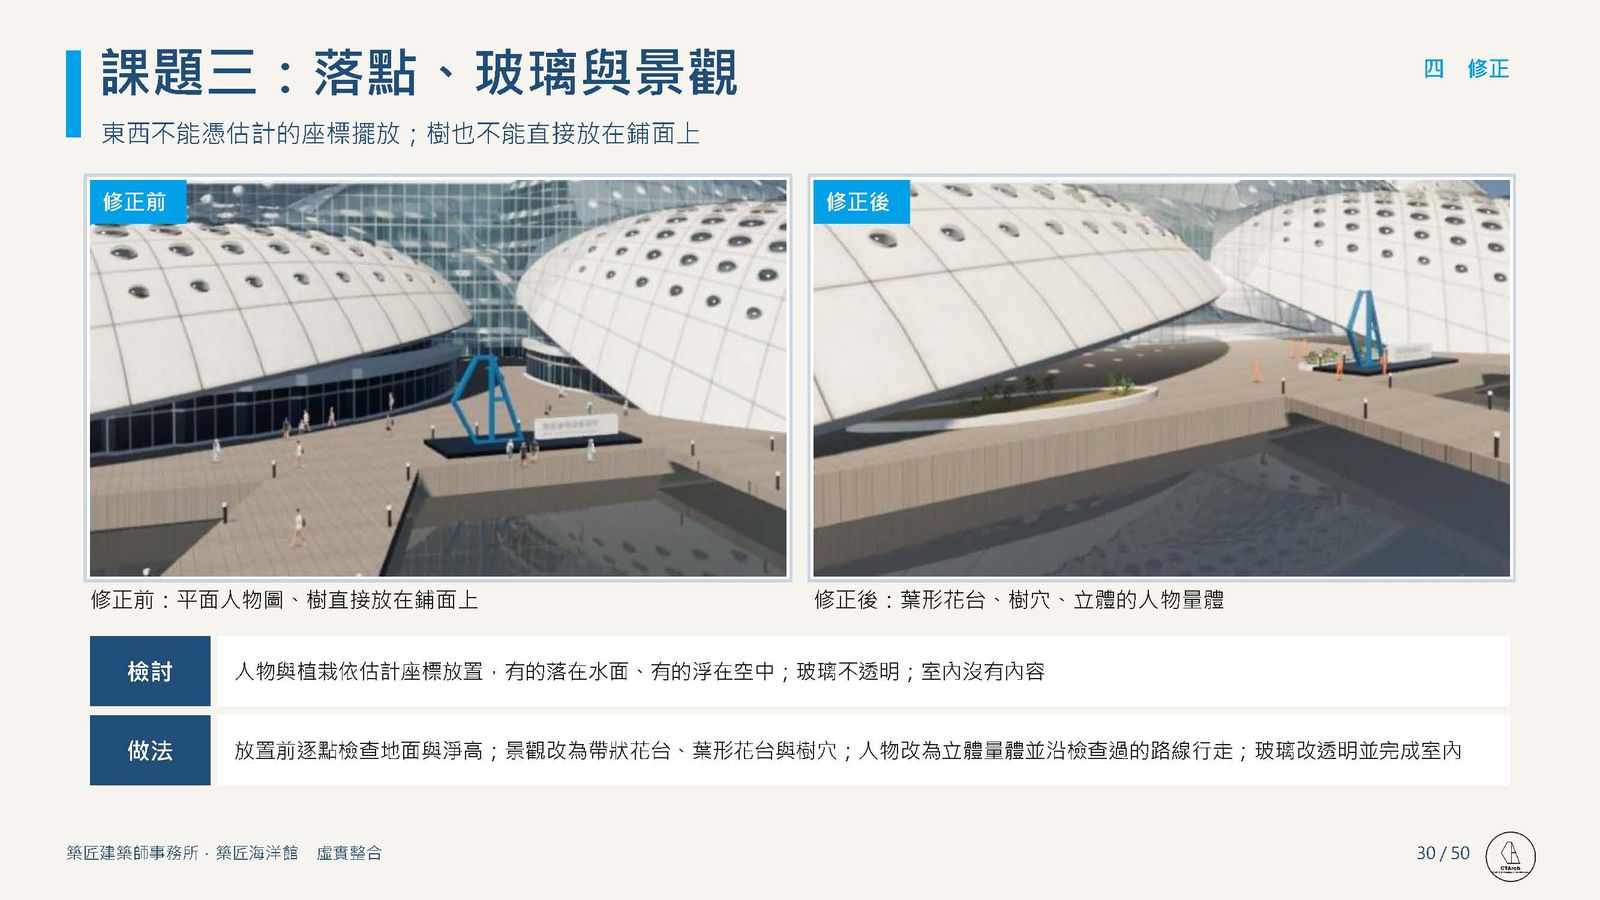 課題三：落點、玻璃與景觀
四　修正
東西不能憑估計的座標擺放；樹也不能直接放在鋪面上
修正前
修正後
修正前：平面人物圖、樹直接放在鋪面上
修正後：葉形花台、樹穴、立體的人物量體
檢討
人物與植栽依估計座標放置，有的落在水面、有的浮在空中；玻璃不透明；室內沒有內容
做法
放置前逐點檢查地面與淨高；景觀改為帶狀花台、葉形花台與樹穴；人物改為立體量體並沿檢查過的路線行走；玻璃改透明並完成室內
築匠建築師事務所．築匠海洋館　虛實整合
30 / 50
CTArch